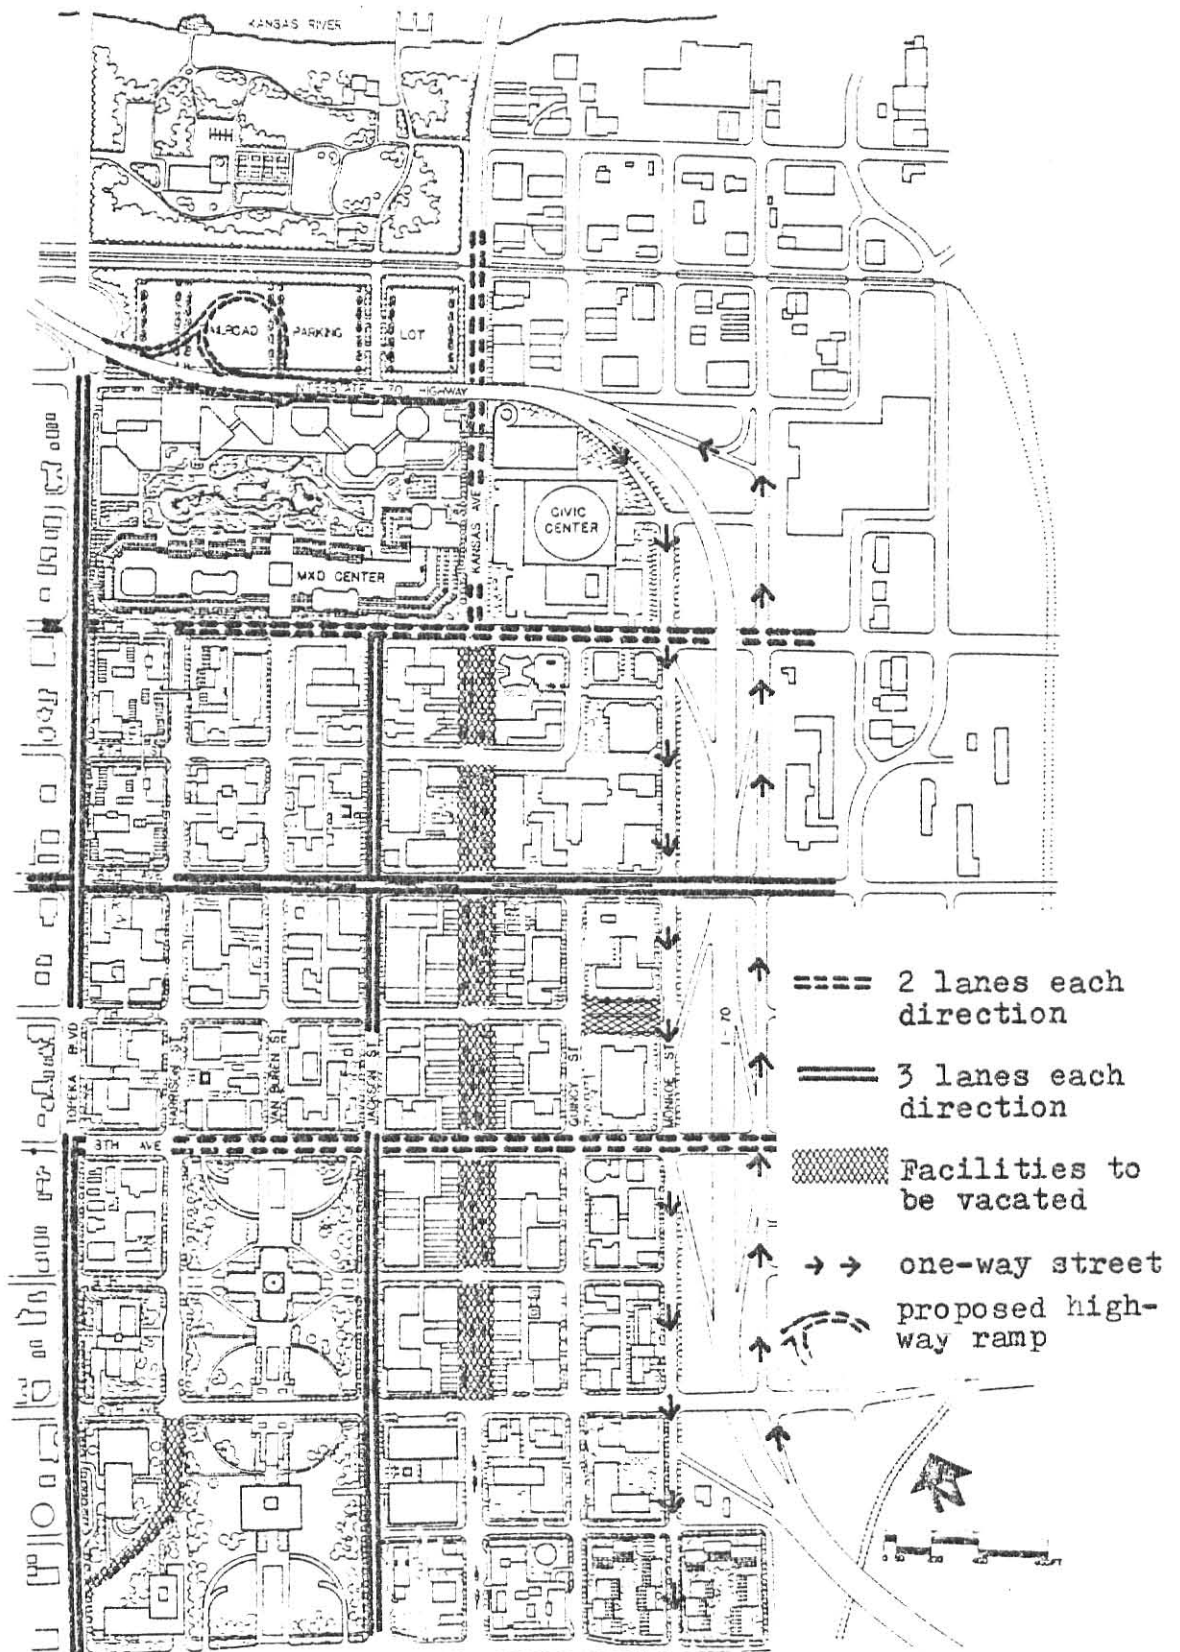 KANSAS RIVER
PARKING
LOT
INTERSTATE - 70 HIGHWAY
KANSAS AVE
CIVIC
CENTER
MXD CENTER
2 lanes each
direction
I-70
3 lanes each
direction
TOPEKA BLVD
HARRISON ST
VAN BUREN ST
JACKSON ST
QUINCY ST
MONROE ST
8TH AVE
Facilities to
be vacated
one-way street
proposed high-
way ramp